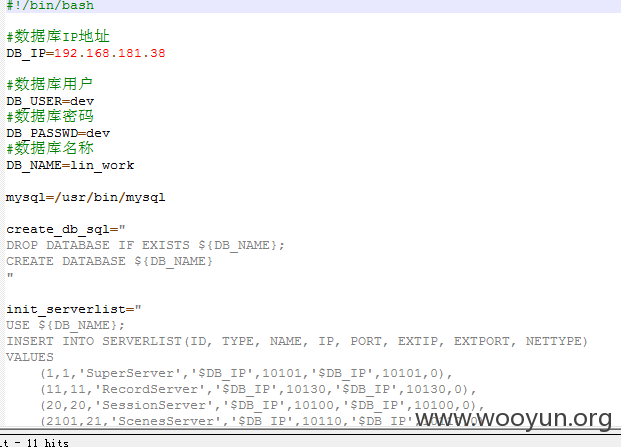 #!/bin/bash
#数据库IP地址
DB_IP=192.168.181.38
#数据库用户
DB_USER=dev
#数据库密码
DB_PASSWD=dev
#数据库名称
DB_NAME=lin_work
mysql=/usr/bin/mysql
create_db_sql="
DROP DATABASE IF EXISTS ${DB_NAME};
CREATE DATABASE ${DB_NAME}
"
init_serverlist="
USE ${DB_NAME};
INSERT INTO SERVERLIST(ID, TYPE, NAME, IP, PORT, EXTIP, EXTPORT, NETTYPE)
VALUES
(1,1,'SuperServer','$DB_IP',10101,'$DB_IP',10101,0),
(11,11,'RecordServer','$DB_IP',10130,'$DB_IP',10130,0),
(20,20,'SessionServer','$DB_IP',10100,'$DB_IP',10100,0),
(2101,21,'ScenesServer','$DB_IP',10110,'$DB_IP',
www.wooyun.org
t - 11 hits